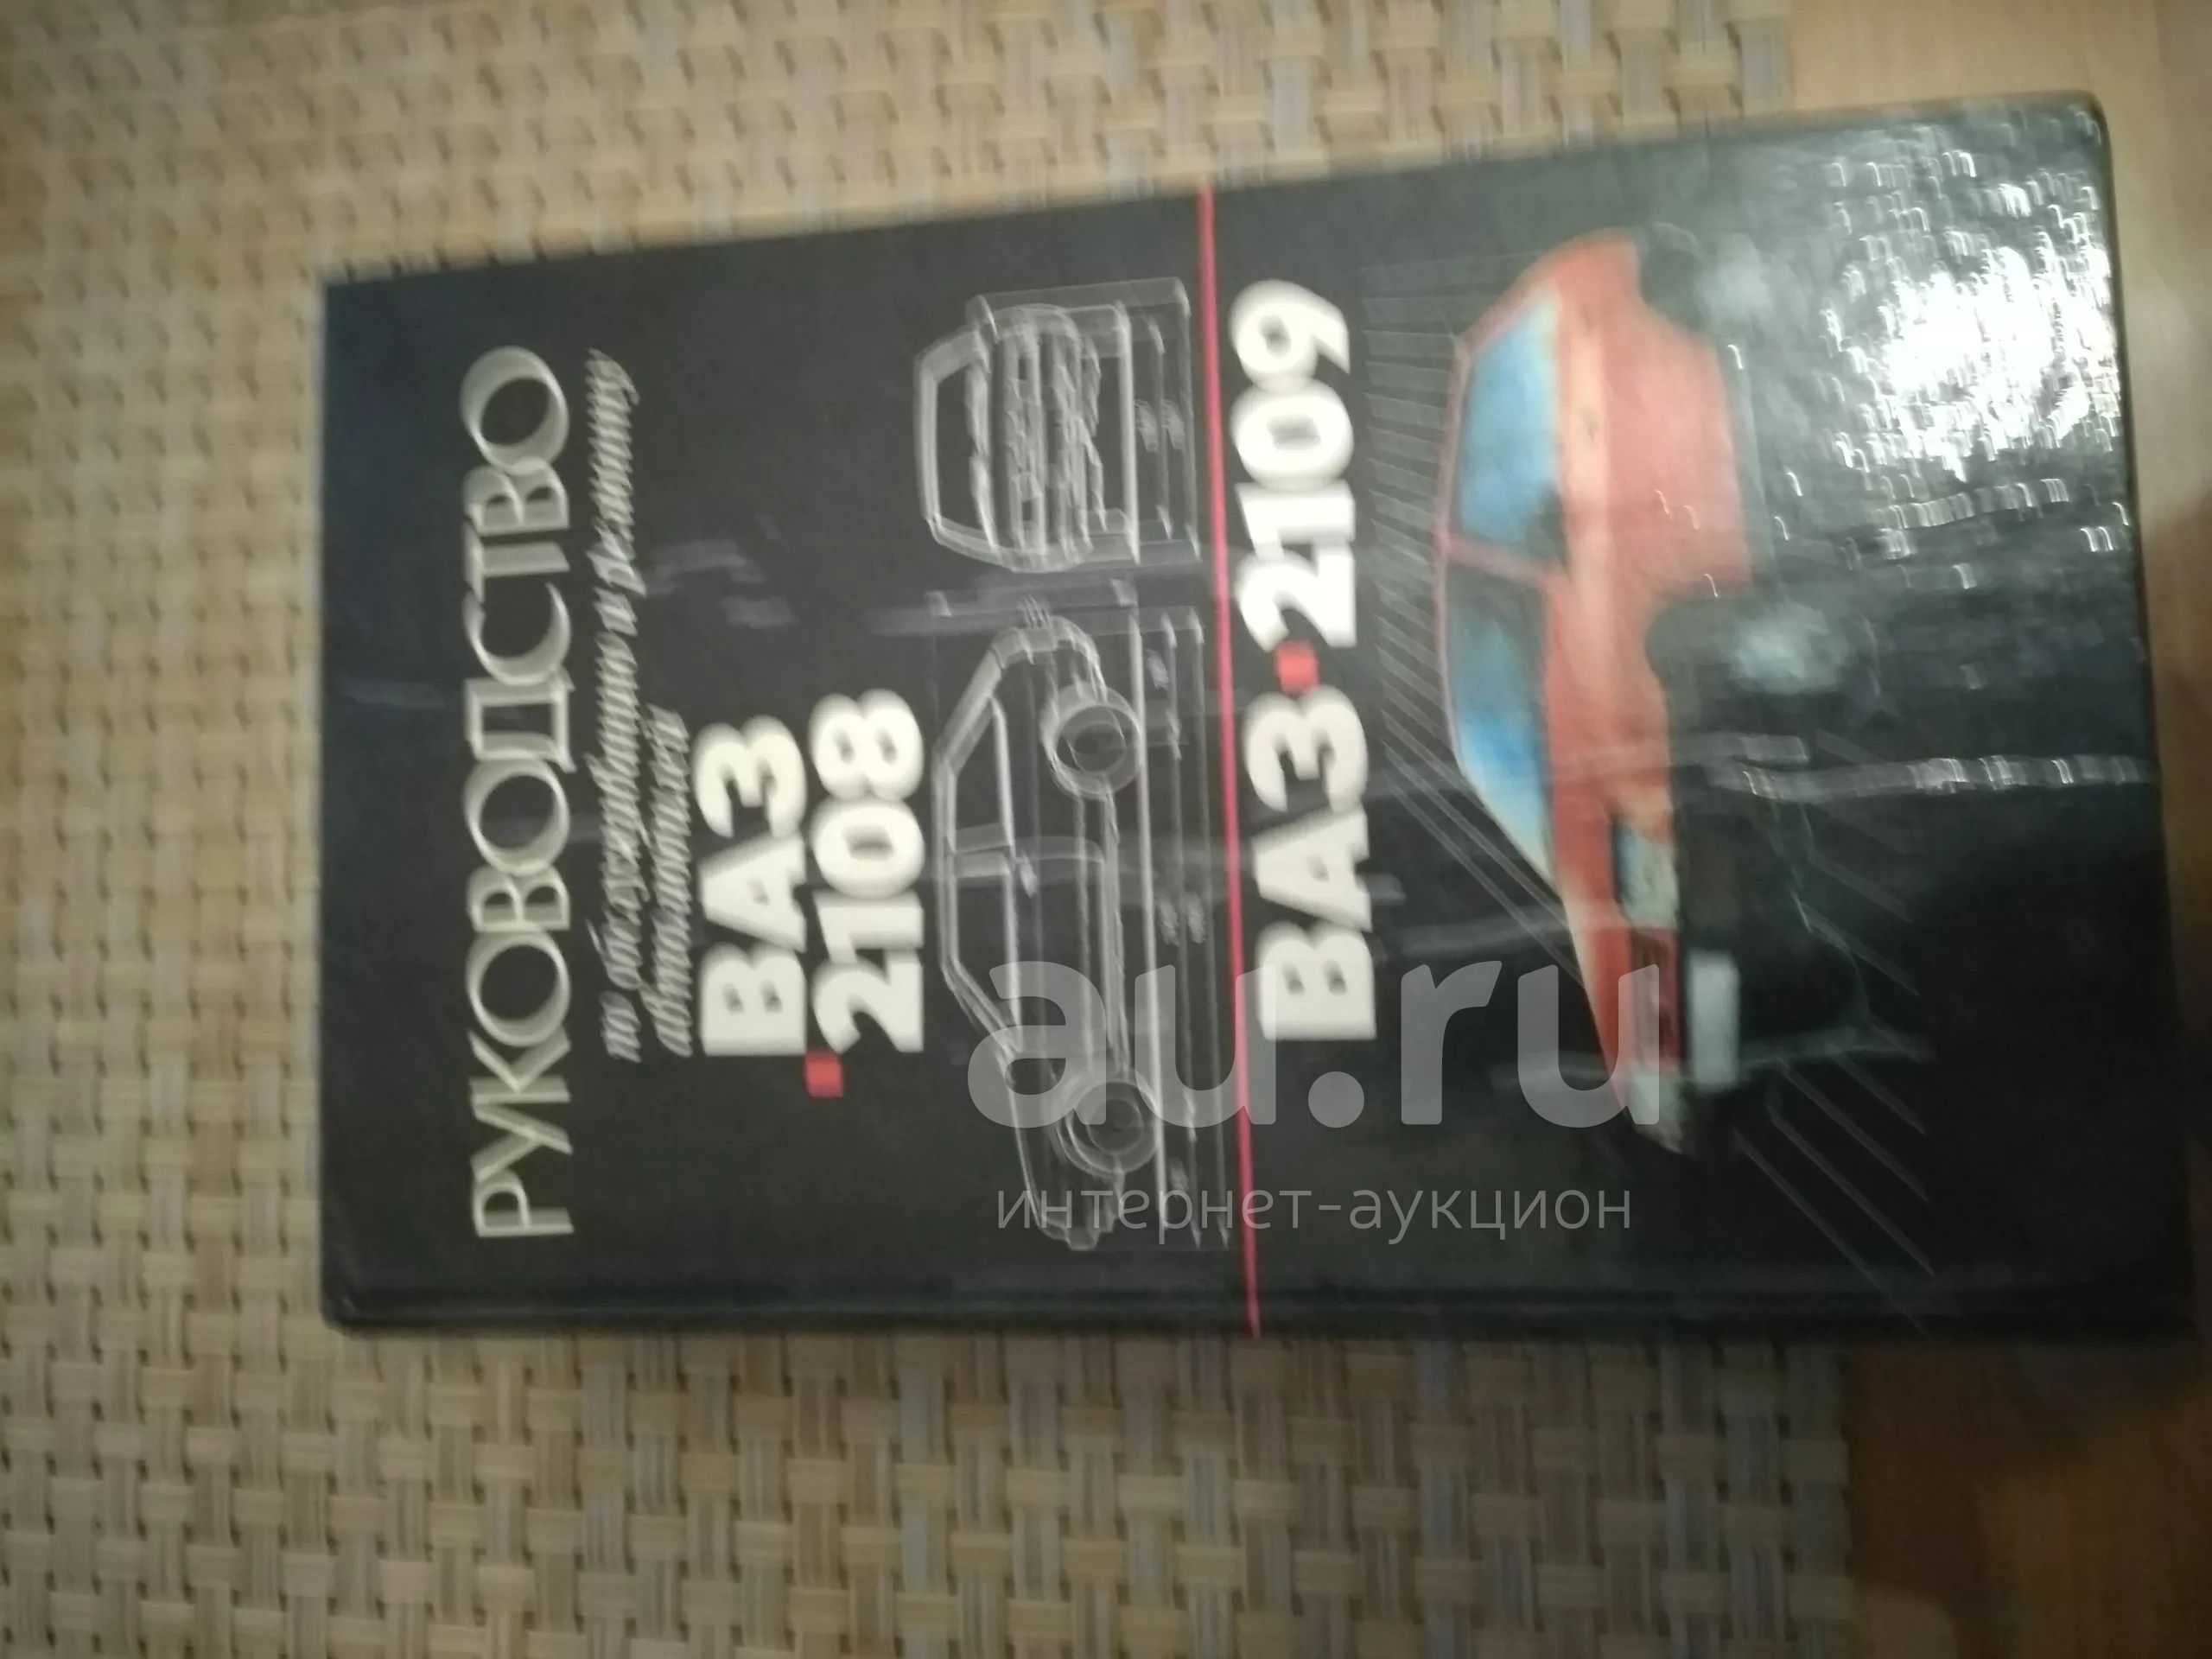 РУКОВОДСТВО
по обслуживанию и ремонту
автомобилей
ВАЗ
2108
ВАЗ 2109
au.ru
интернет-аукцион